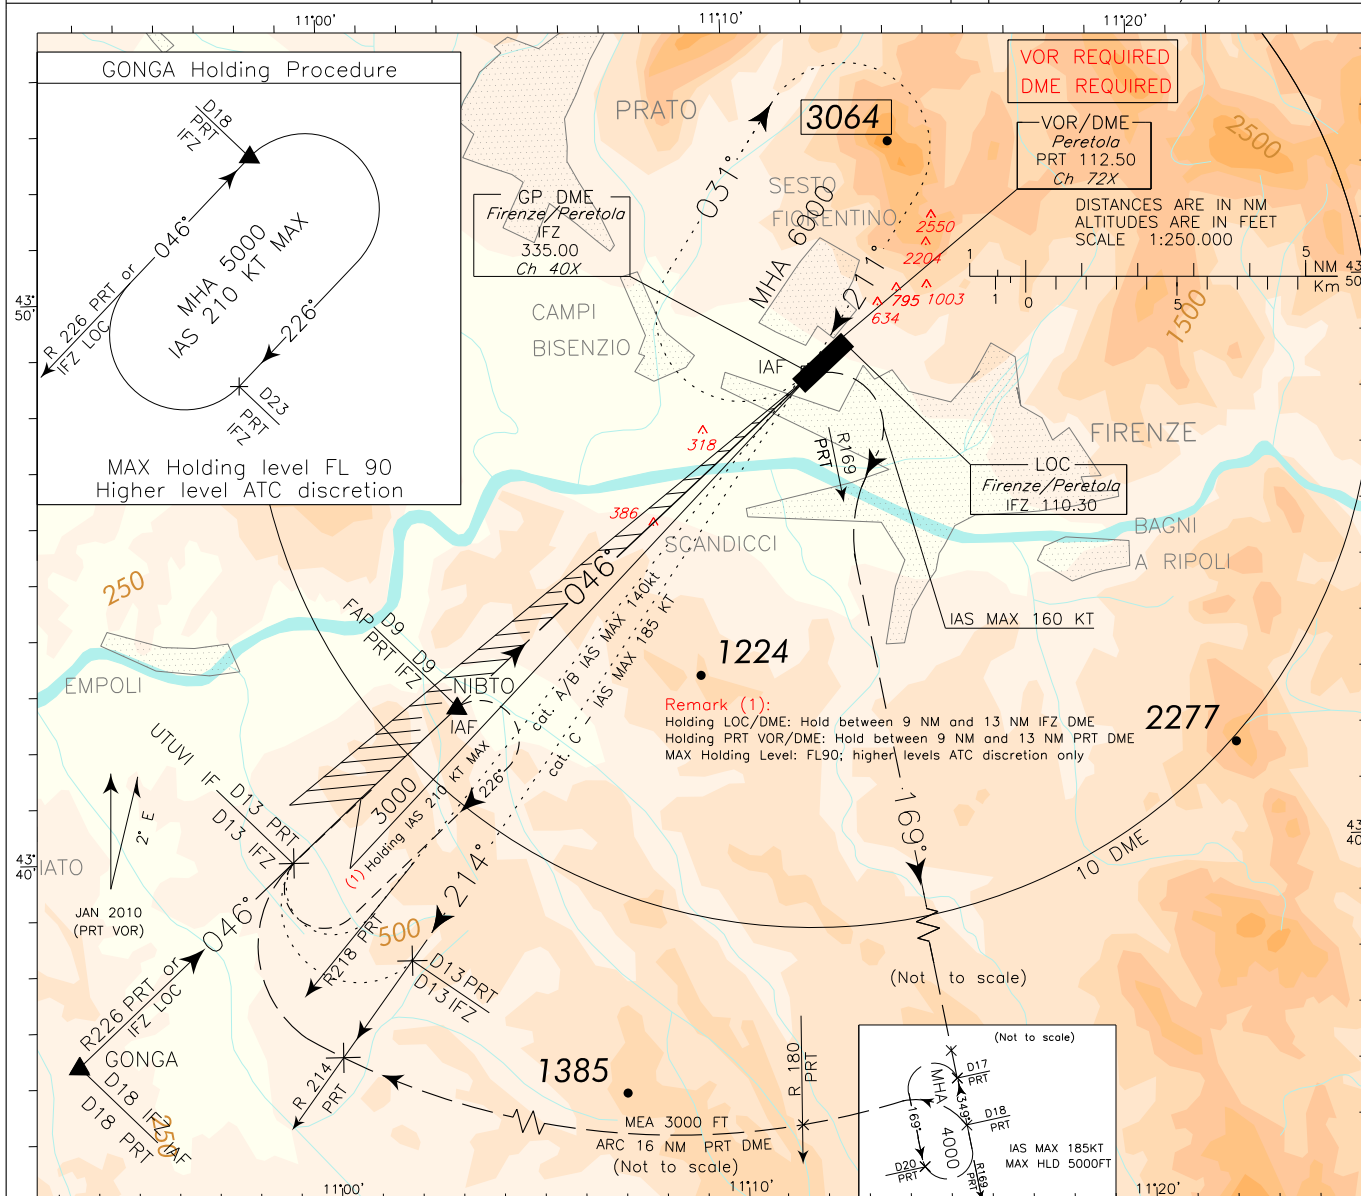 11°00'
11°10'
11°20'
GONGA Holding Procedure
D18
PRT
IFZ
R 226 PRT or
IFZ LOC
046°
MHA 5000
IAS 210 KT MAX
226°
D23
PRT
IFZ
MAX Holding level FL 90
Higher level ATC discretion
VOR REQUIRED
DME REQUIRED
VOR/DME
Peretola
PRT 112.50
Ch 72X
DISTANCES ARE IN NM
ALTITUDES ARE IN FEET
SCALE 1:250.000
1
5
NM
Km
1
0
5
43°
50'
43°
50'
2500
1500
PRATO
3064
031°
SESTO
FIORENTINO
MHA 6000
211°
2550
2204
1003
795
634
GP DME
Firenze/Peretola
IFZ
335.00
Ch 40X
CAMPI
BISENZIO
IAF
318
386
R169
PRT
FIRENZE
LOC
Firenze/Peretola
IFZ 110.30
SCANDICCI
BAGNI
A RIPOLI
IAS MAX 160 KT
250
EMPOLI
046°
FAP D9 D9
PRT IFZ
NIBTO
IAF
cat. A/B IAS MAX 140kt
cat. C IAS MAX 185 KT
1224
Remark (1):
Holding LOC/DME: Hold between 9 NM and 13 NM IFZ DME
Holding PRT VOR/DME: Hold between 9 NM and 13 NM PRT DME
MAX Holding Level: FL90; higher levels ATC discretion only
2277
UTUVI IF D13 PRT
D13 IFZ
3000
(1) Holding IAS 210 KT MAX
226°
214°
2° E
JAN 2010
(PRT VOR)
43°
40'
IATO
43
40
169°
10 DME
046°
500
R218 PRT
D13 PRT
D13 IFZ
R226 PRT or
IFZ LOC
GONGA
D18 IFZ IAF
D18 PRT
250
R 214
PRT
1385
R 180
PRT
MEA 3000 FT
ARC 16 NM PRT DME
(Not to scale)
(Not to scale)
(Not to scale)
D17
PRT
MHA
4000
349°
169°
D18
PRT
D20
PRT
R169
PRT
IAS MAX 185KT
MAX HLD 5000FT
11°00'
11°10'
11°20'